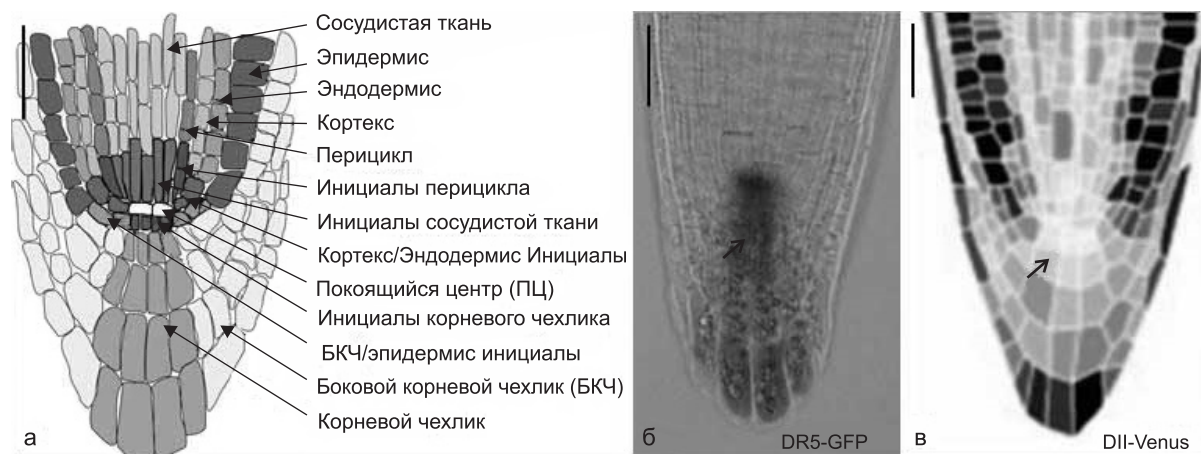 Сосудистая ткань
Эпидермис
Эндодермис
Кортекс
Перицикл
Инициалы перицикла
Инициалы сосудистой ткани
Кортекс/Эндодермис Инициалы
Покоящийся центр (ПЦ)
Инициалы корневого чехлика
БКЧ/эпидермис инициалы
Боковой корневой чехлик (БКЧ)
Корневой чехлик
а
б
DR5-GFP
в
DII-Venus